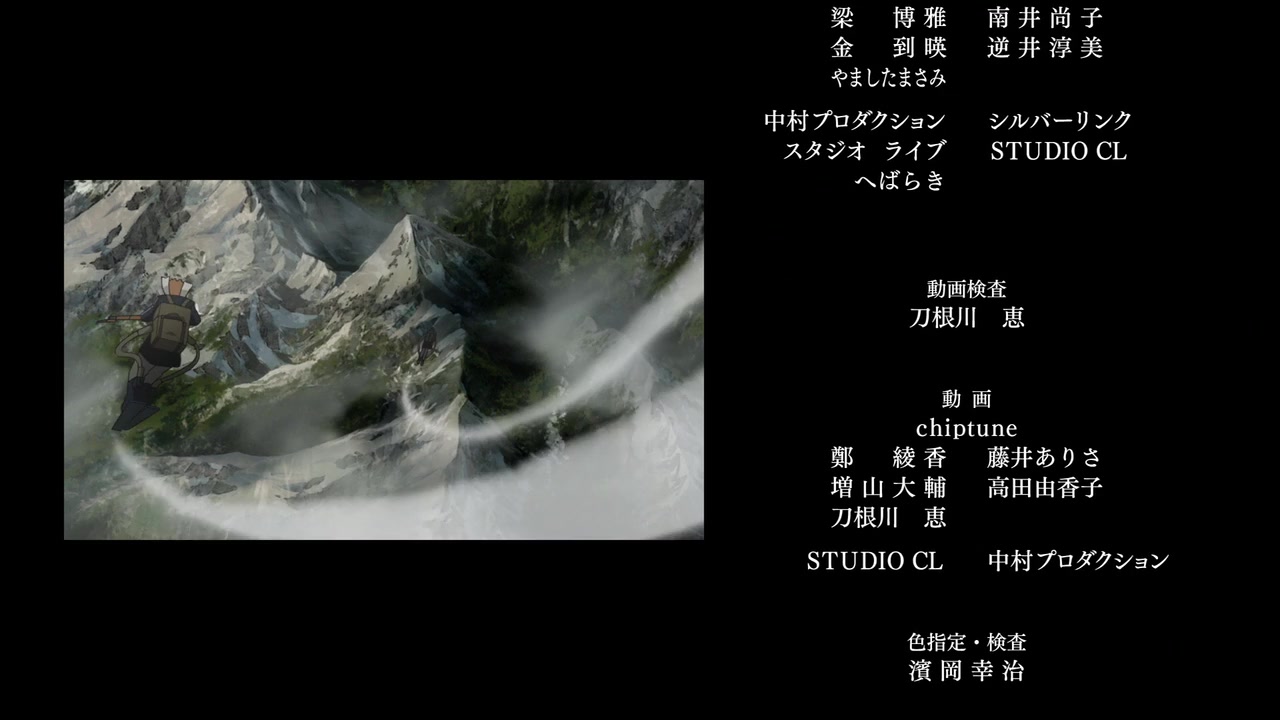 梁　博雅　南井尚子
金　到暎　逆井淳美
やましたまさみ
中村プロダクション　シルバーリンク
スタジオ ライブ　STUDIO CL
へばらき
動画検査
刀根川　恵
動画
chiptune
鄭　綾香　藤井ありさ
増山大輔　高田由香子
刀根川　恵
STUDIO CL　中村プロダクション
色指定・検査
濱岡幸治